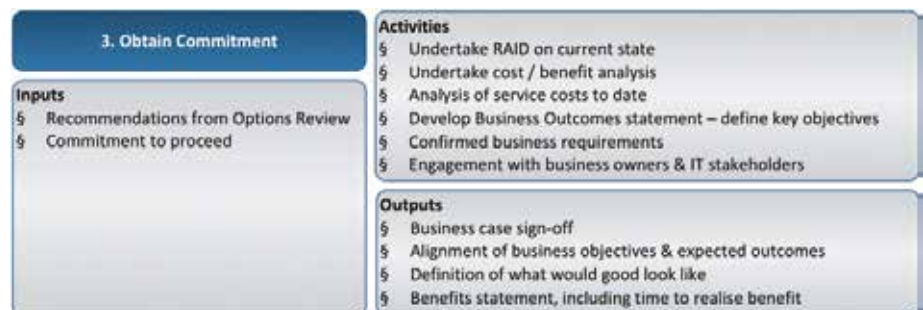 3. Obtain Commitment
Inputs
§ Recommendations from Options Review
§ Commitment to proceed
Activities
§ Undertake RAID on current state
§ Undertake cost / benefit analysis
§ Analysis of service costs to date
§ Develop Business Outcomes statement – define key objectives
§ Confirmed business requirements
§ Engagement with business owners & IT stakeholders
Outputs
§ Business case sign-off
§ Alignment of business objectives & expected outcomes
§ Definition of what would good look like
§ Benefits statement, including time to realise benefit